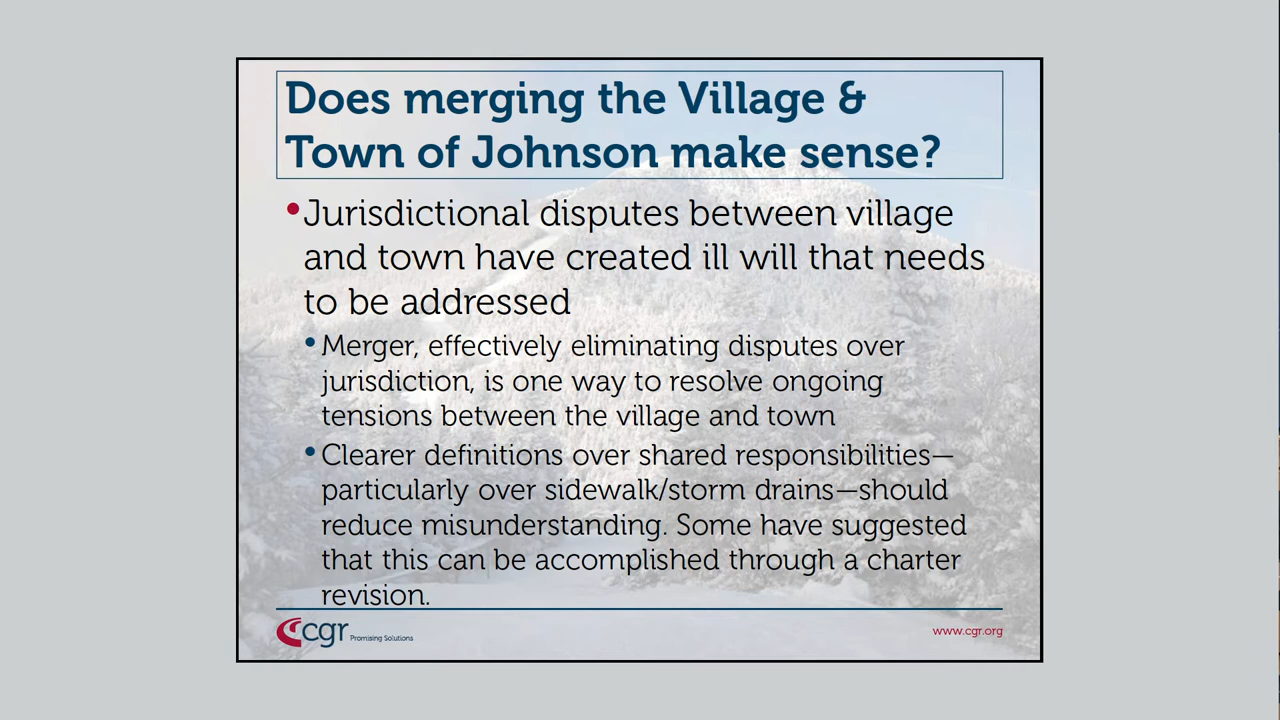 Does merging the Village &
Town of Johnson make sense?
•Jurisdictional disputes between village
and town have created ill will that needs
to be addressed
•Merger, effectively eliminating disputes over
jurisdiction, is one way to resolve ongoing
tensions between the village and town
•Clearer definitions over shared responsibilities—
particularly over sidewalk/storm drains—should
reduce misunderstanding. Some have suggested
that this can be accomplished through a charter
revision.
cgr Promising Solutions
www.cgr.org